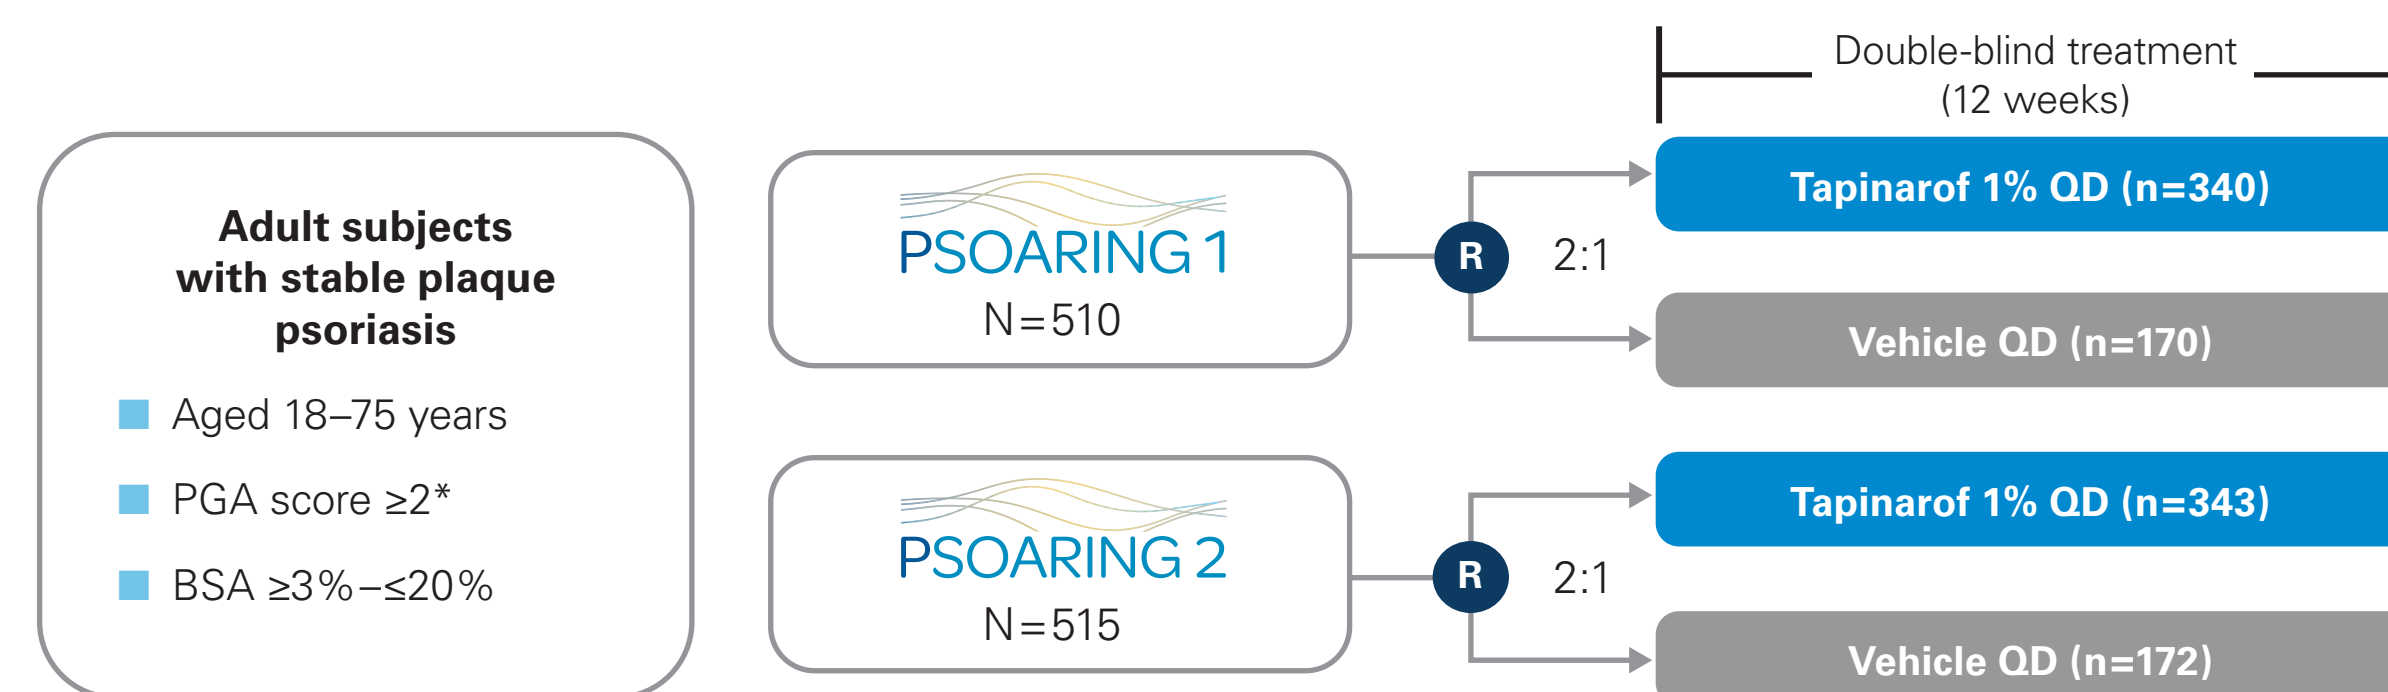 Adult subjects
with stable plaque
psoriasis
Aged 18–75 years
PGA score ≥2*
BSA ≥3%–≤20%
PSOARING 1
N=510
R
2:1
PSOARING 2
N=515
R
2:1
Double-blind treatment
(12 weeks)
Tapinarof 1% QD (n=340)
Vehicle QD (n=170)
Tapinarof 1% QD (n=343)
Vehicle QD (n=172)